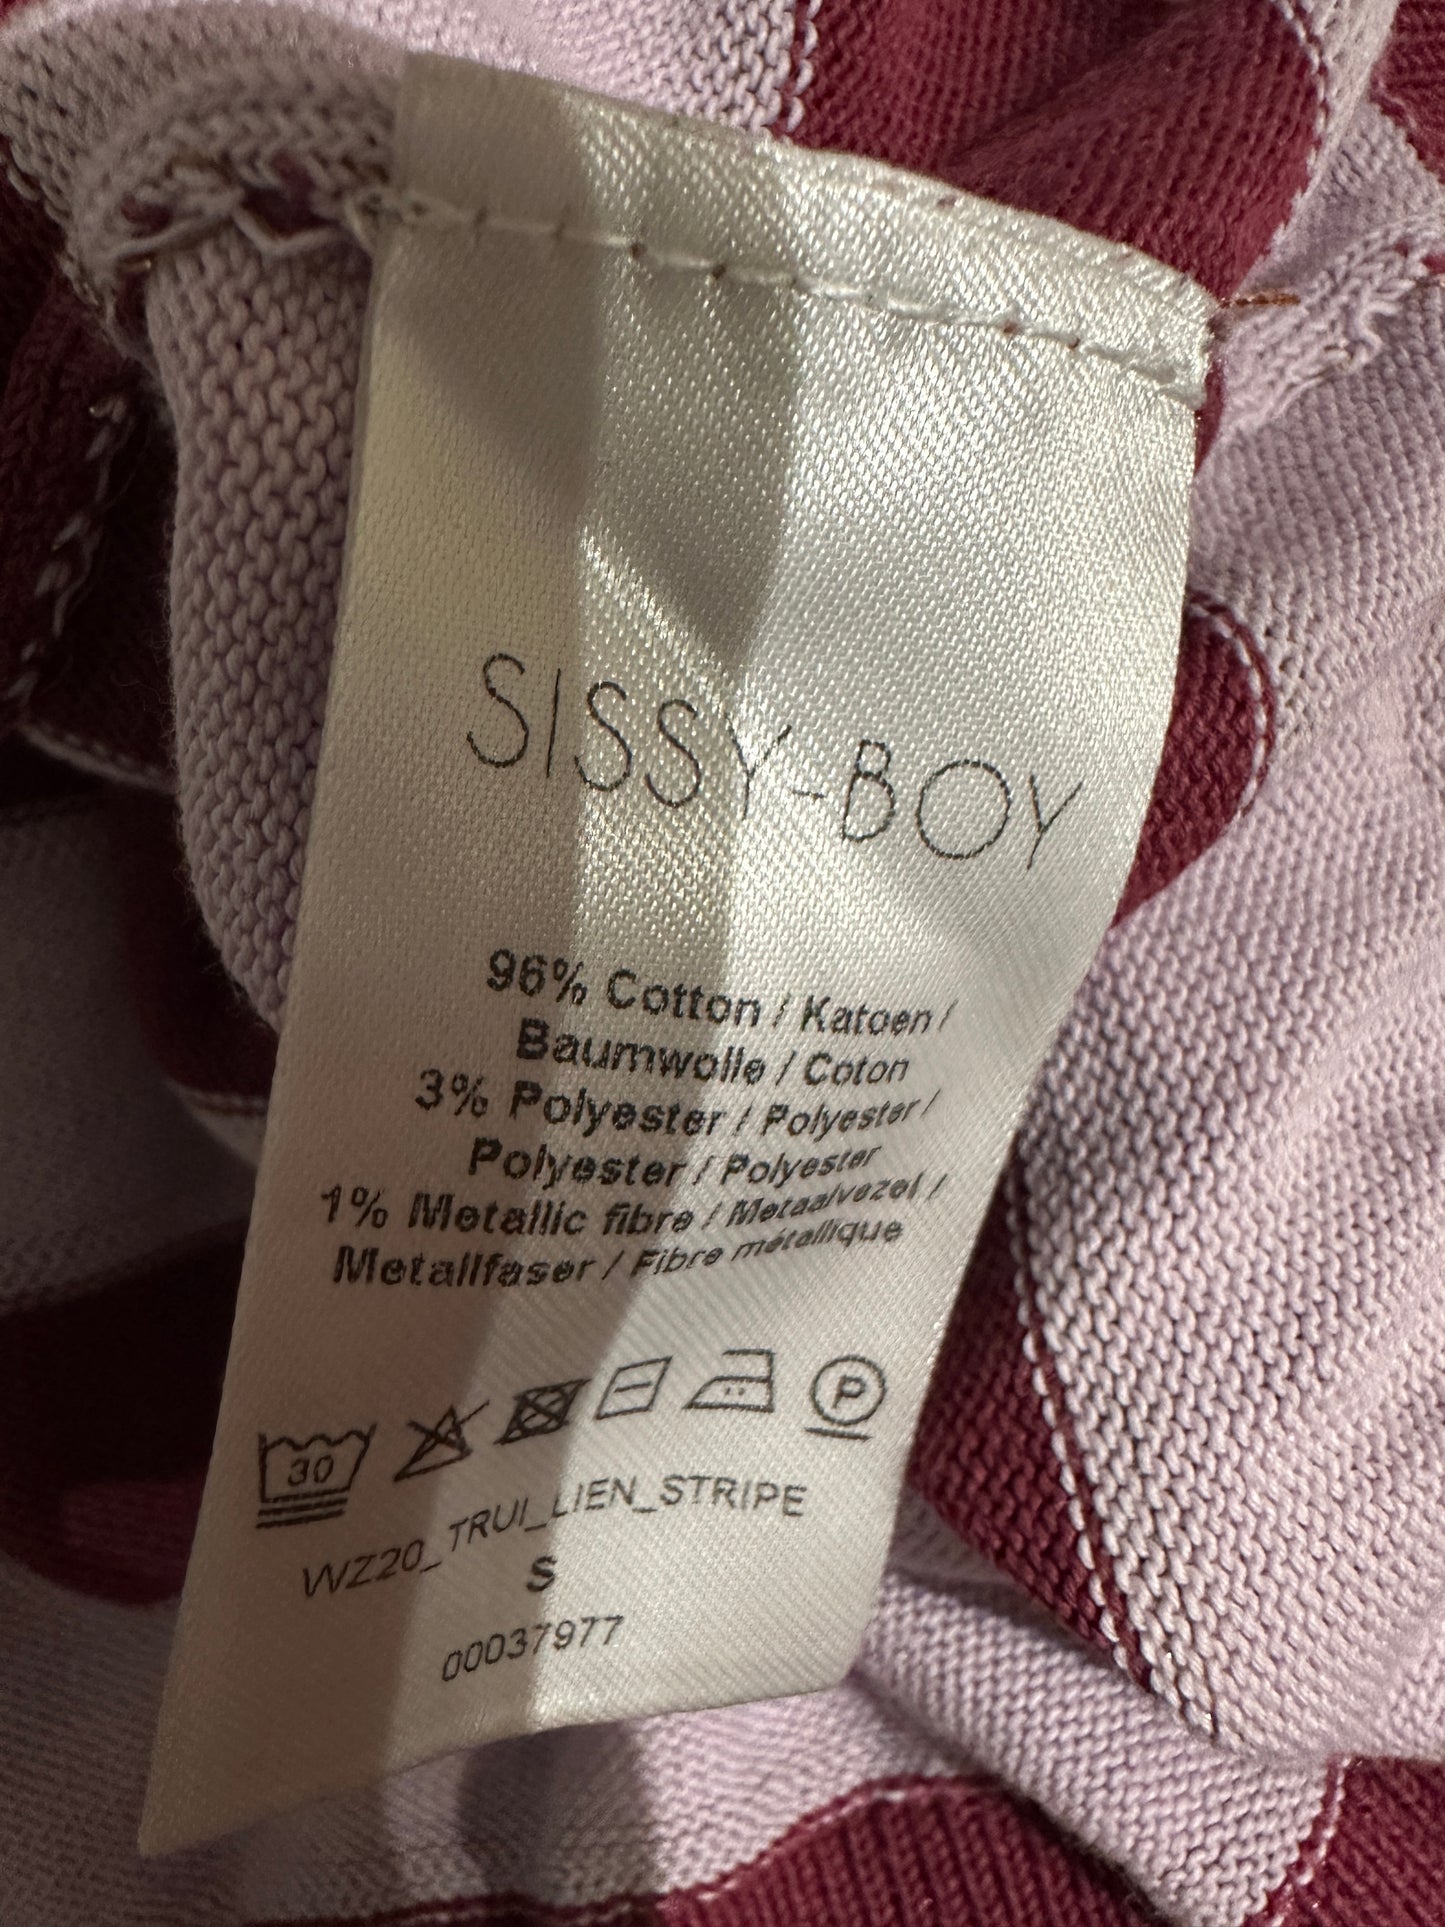 SISSY-BOY
96% Cotton / Katoen /
Baumwolle / Coton
3% Polyester / Polyester /
Polyester / Polyester
1% Metallic fibre / Metaalvezel /
Metallfaser / Fibre métallique
30
P
WZ20_TRUI_LIEN_STRIPE
S
00037977